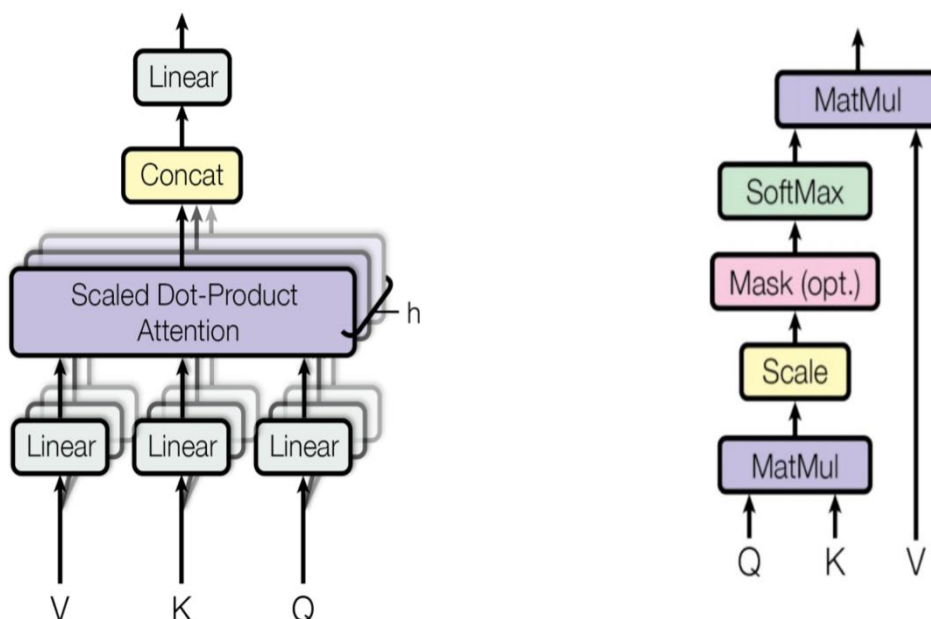 Linear
Concat
Scaled Dot-Product
Attention
h
Linear
Linear
Linear
V
K
Q
MatMul
SoftMax
Mask (opt.)
Scale
MatMul
Q
K
V